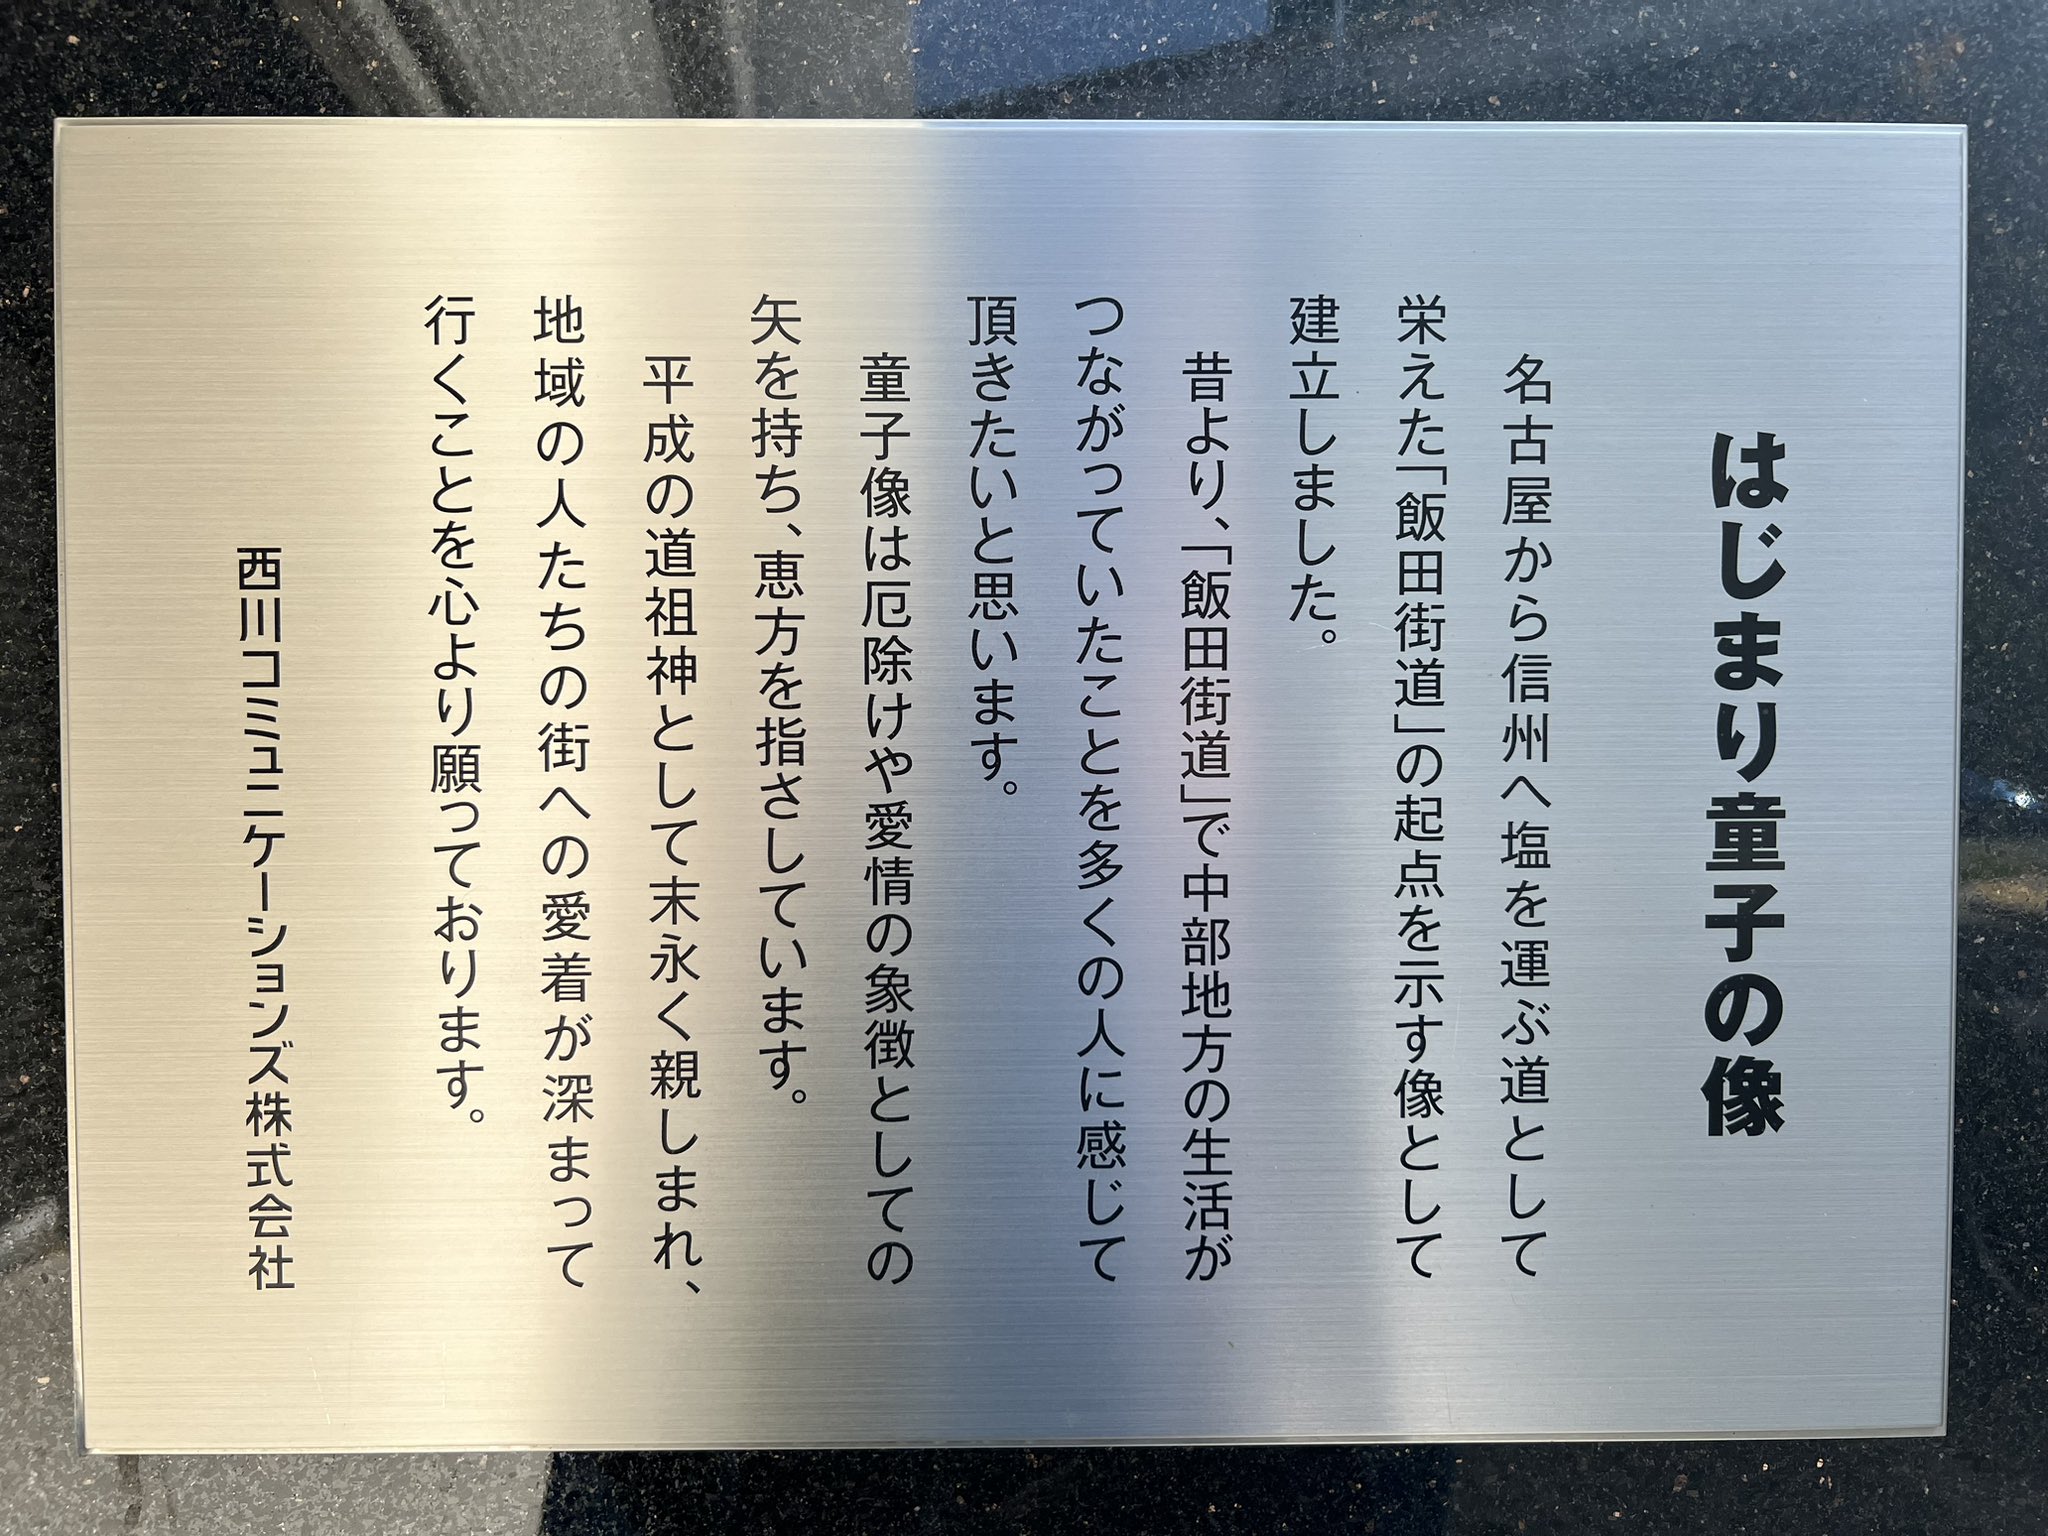 はじまり童子の像
名古屋から信州へ塩を運ぶ道として
栄えた「飯田街道」の起点を示す像として
建立しました。
昔より、「飯田街道」で中部地方の生活が
つながっていたことを多くの人に感じて
頂きたいと思います。
童子像は厄除けや愛情の象徴としての
矢を持ち、恵方を指さしています。
平成の道祖神として末永く親しまれ、
地域の人たちの街への愛着が深まって
行くことを心より願っております。
西川コミュニケーションズ株式会社